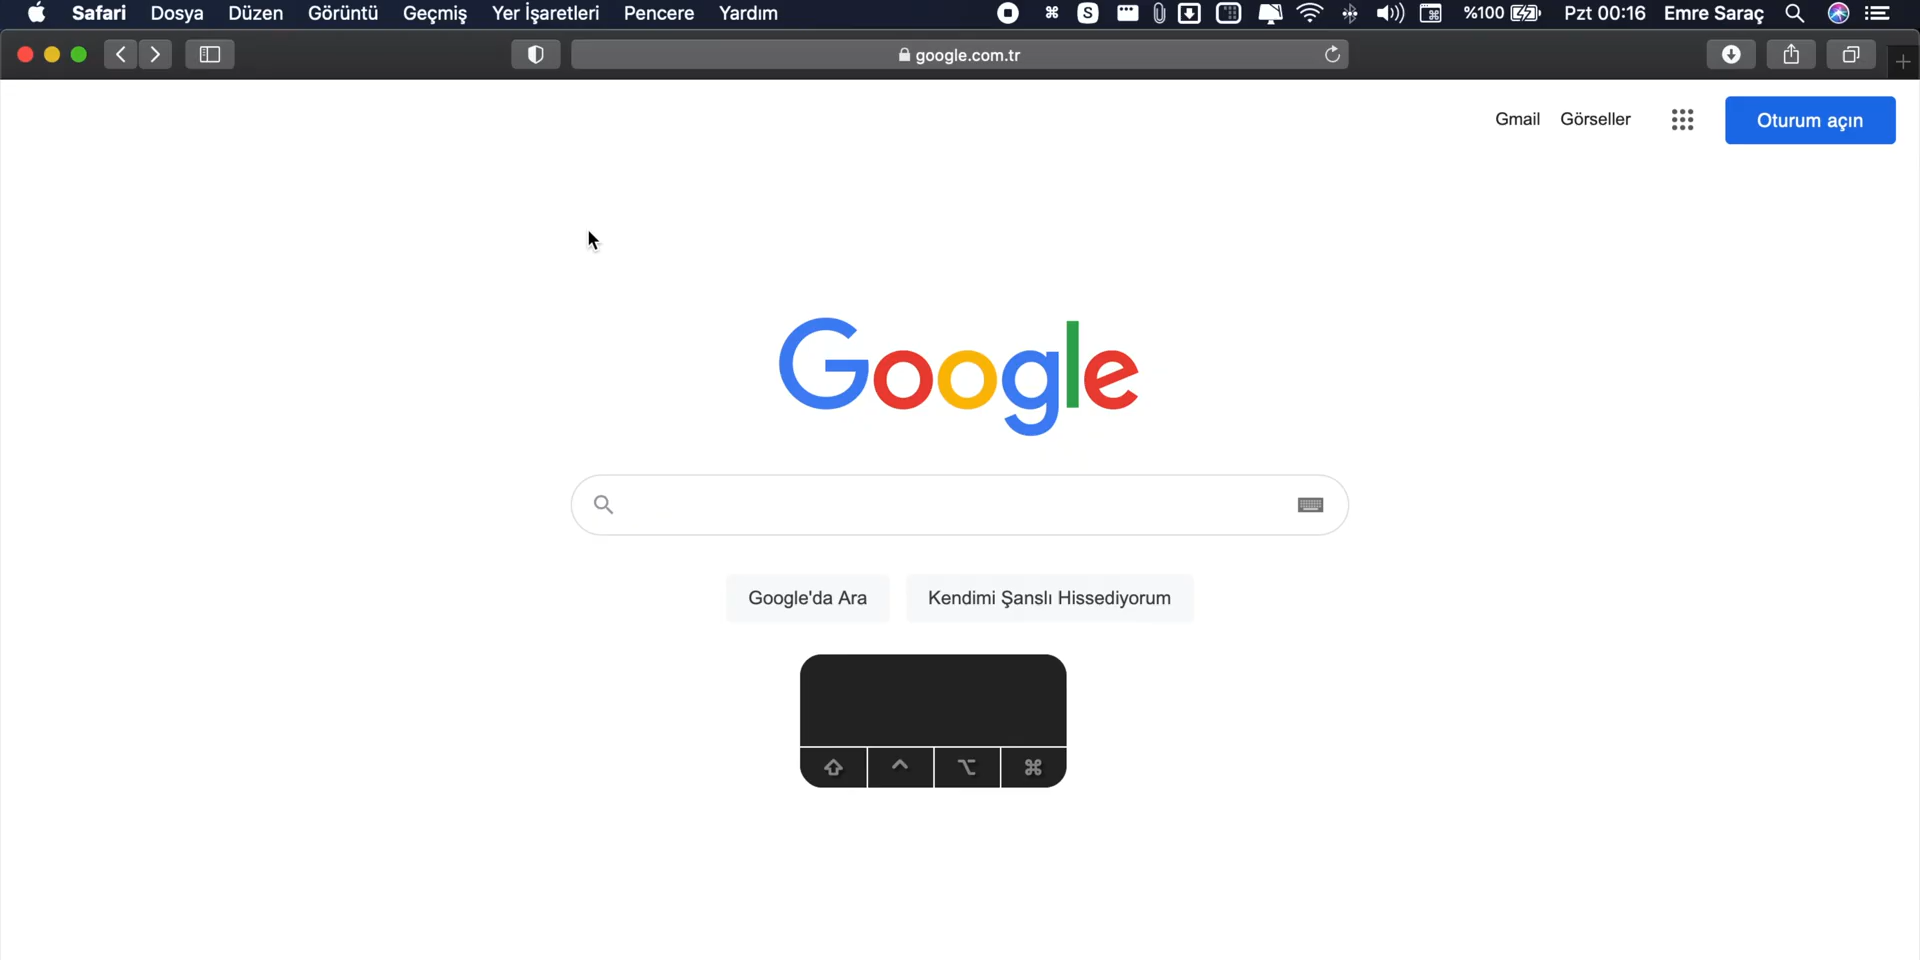 Safari Dosya Düzen Görüntü Geçmiş Yer İşaretleri Pencere Yardım S %100 Pzt 00:16 Emre Saraç
google.com.tr
Gmail Görseller Oturum açın
Google
Google'da Ara Kendimi Şanslı Hissediyorum